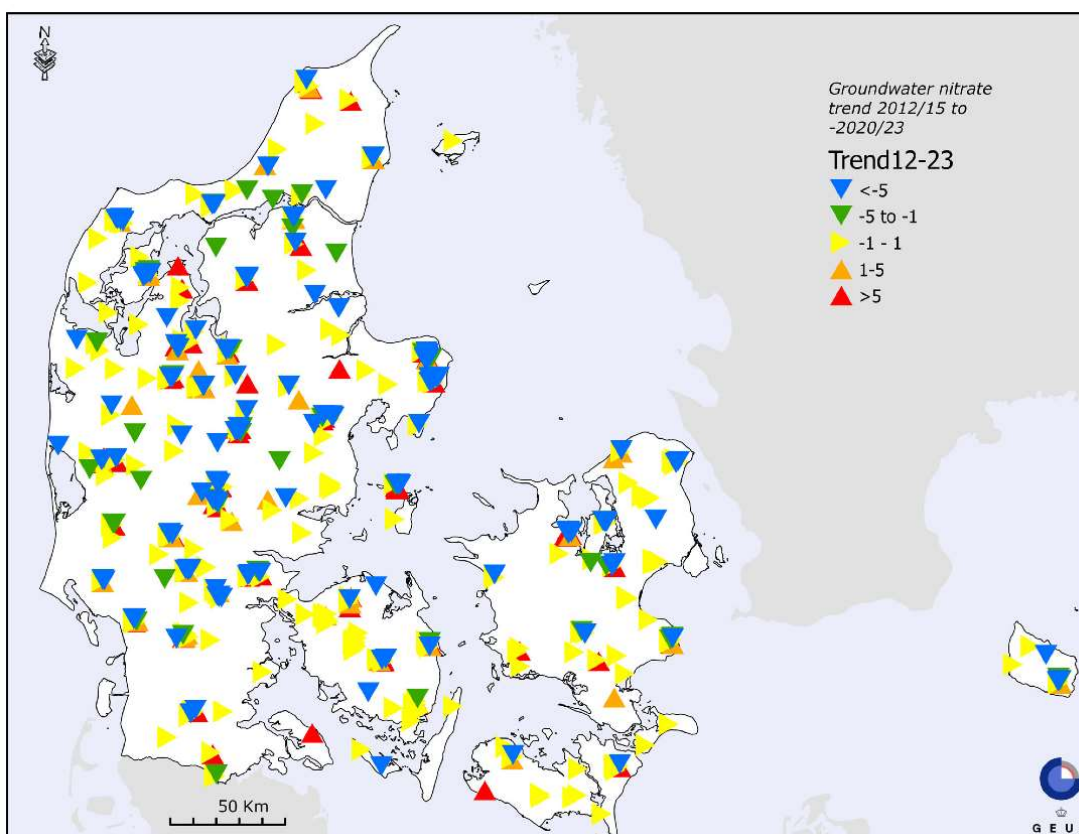 N
Groundwater nitrate
trend 2012/15 to
-2020/23
Trend12-23
<-5
-5 to -1
-1 - 1
1-5
>5
50 Km
G E U